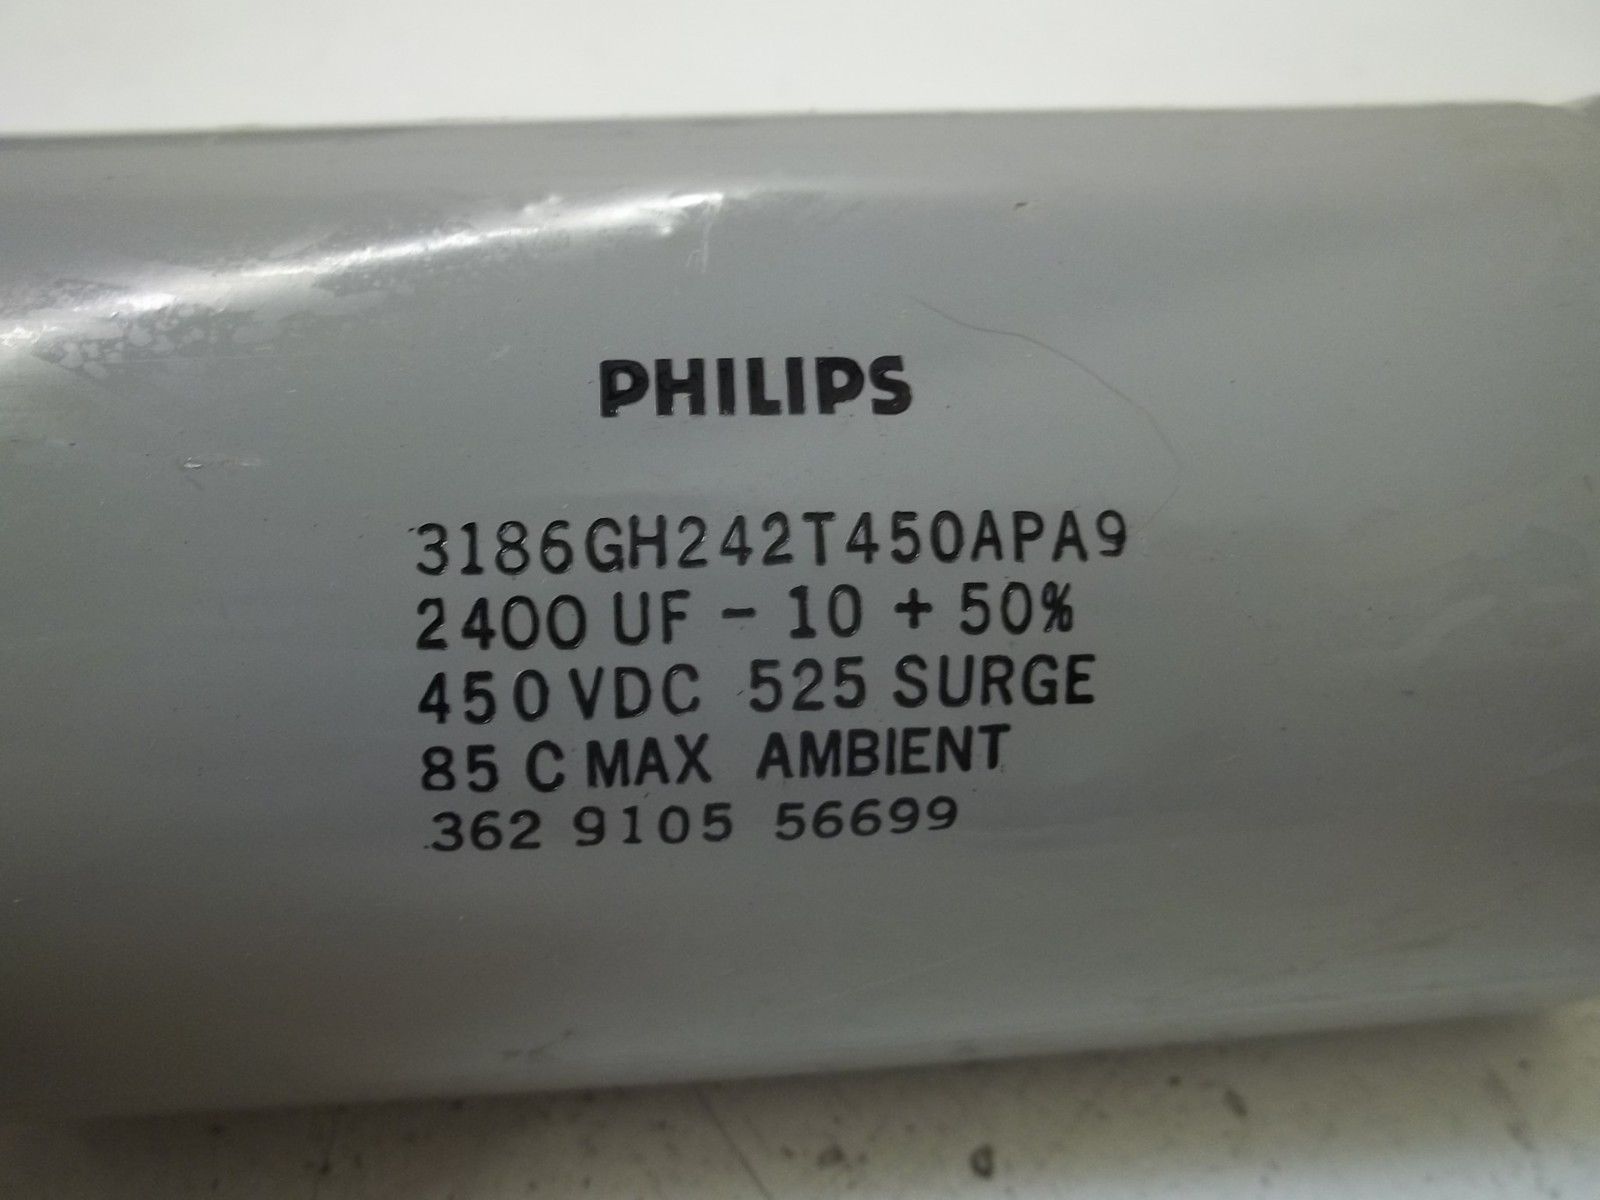 PHILIPS
3186GH242T450APA9
2400 UF - 10 + 50%
450 VDC 525 SURGE
85 C MAX AMBIENT
362 9105 56699